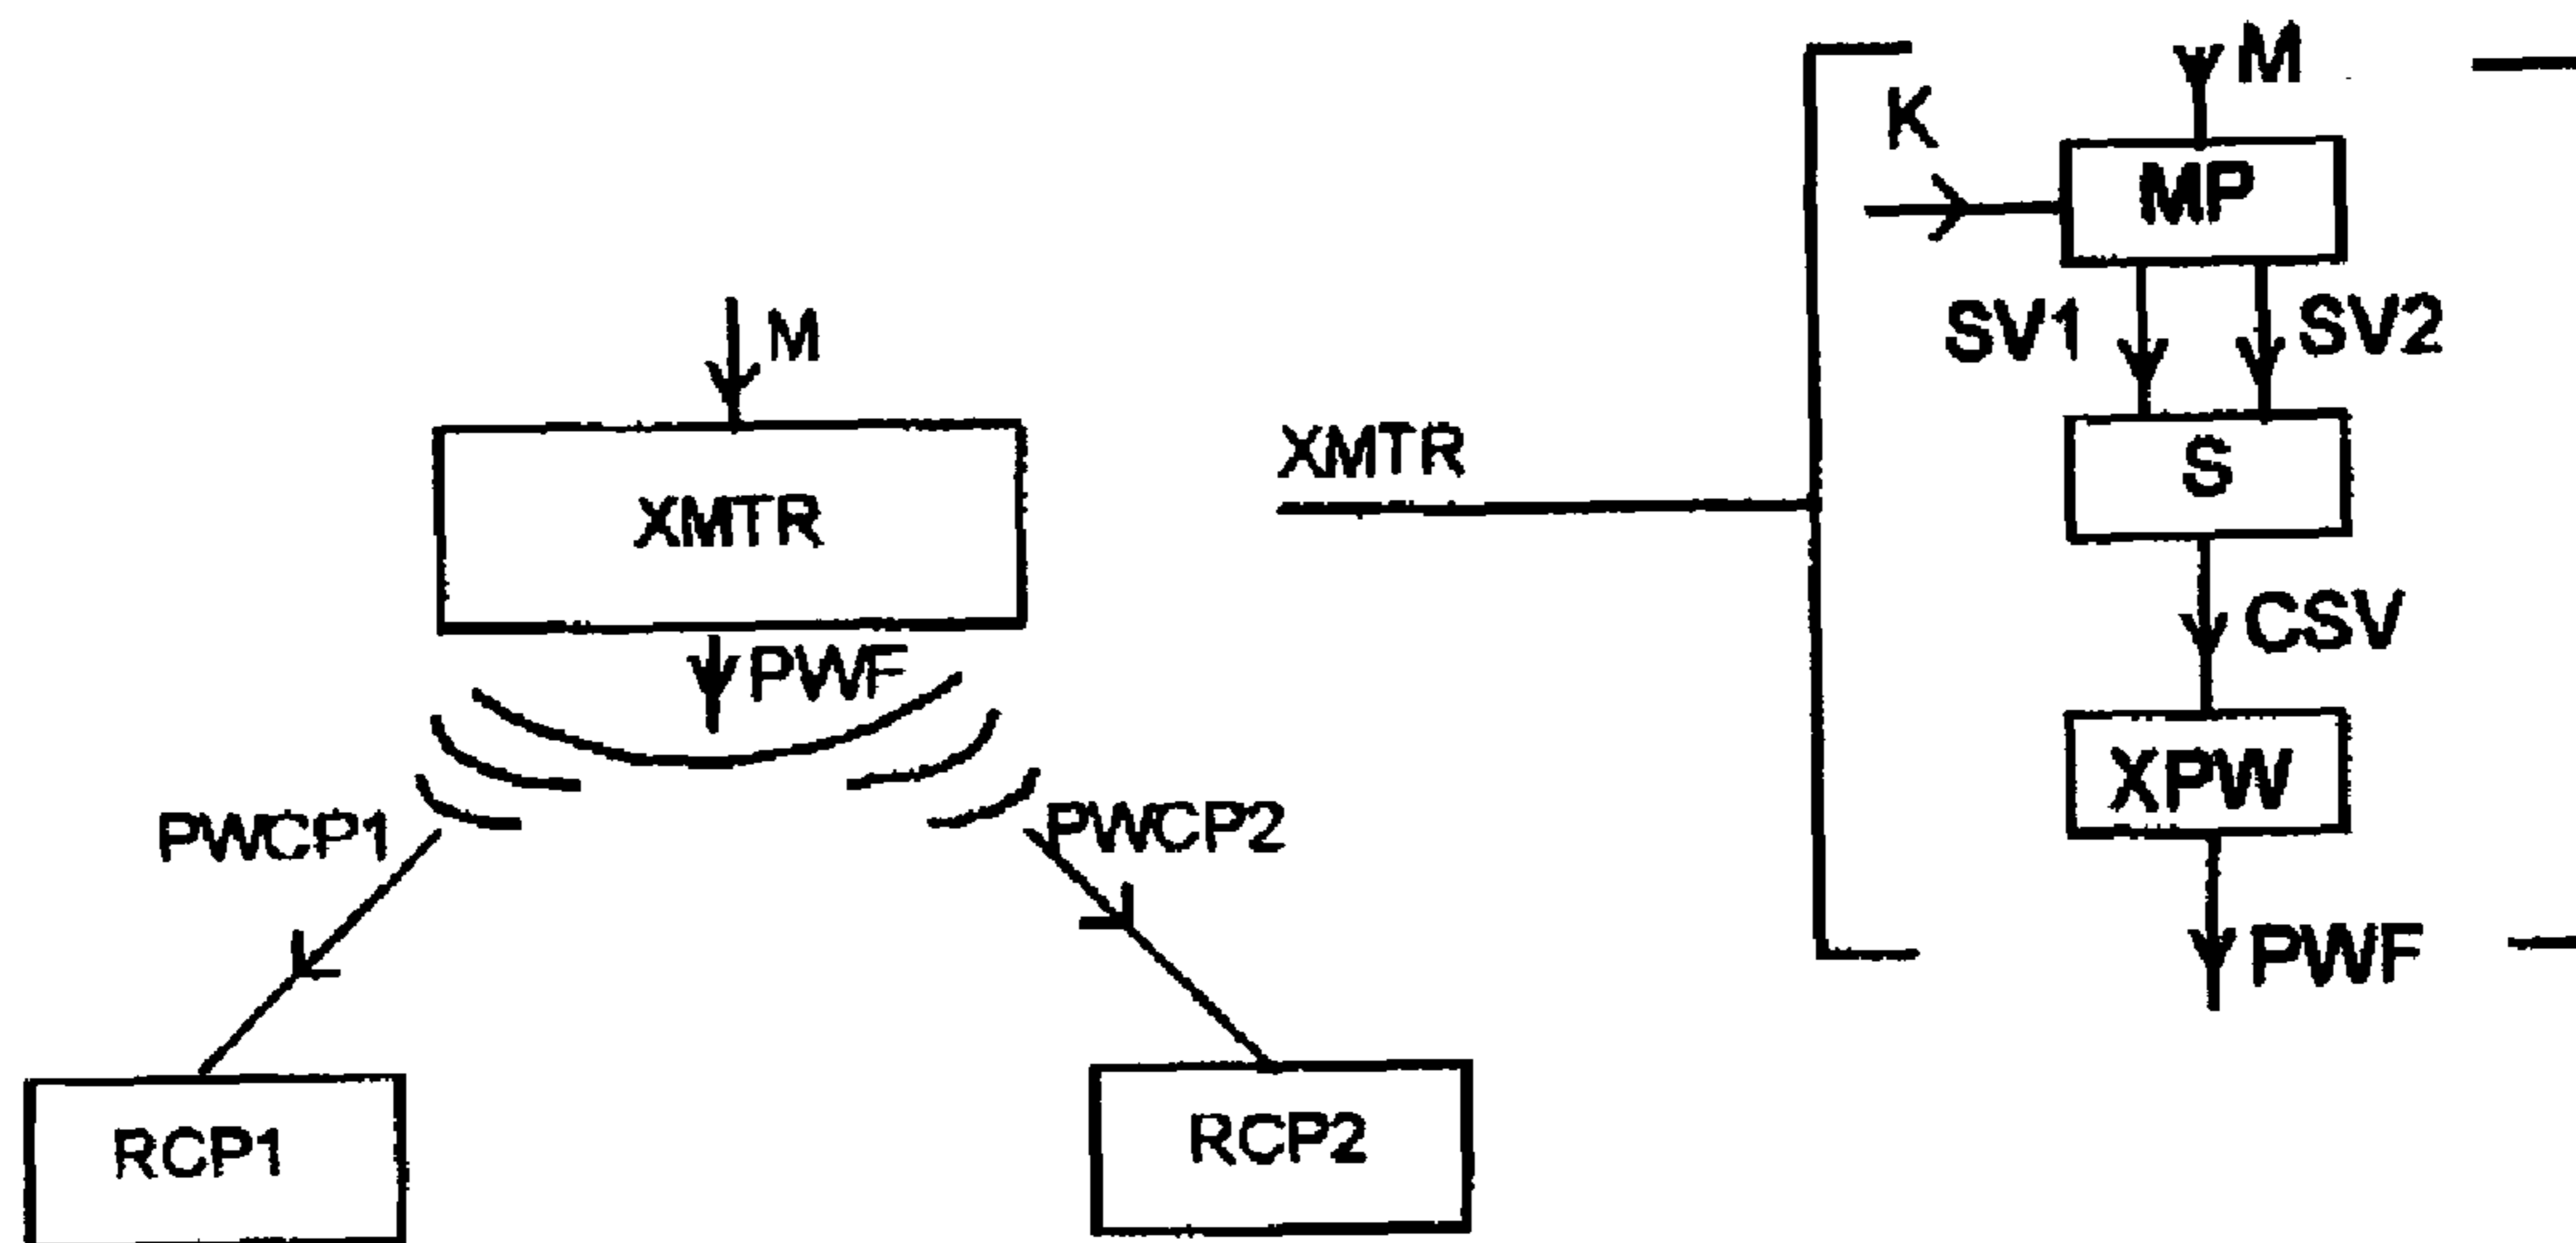 M
XMTR
PWF
PWCP1
PWCP2
RCP1
RCP2
XMTR
K
M
MP
SV1
SV2
S
CSV
XPW
PWF